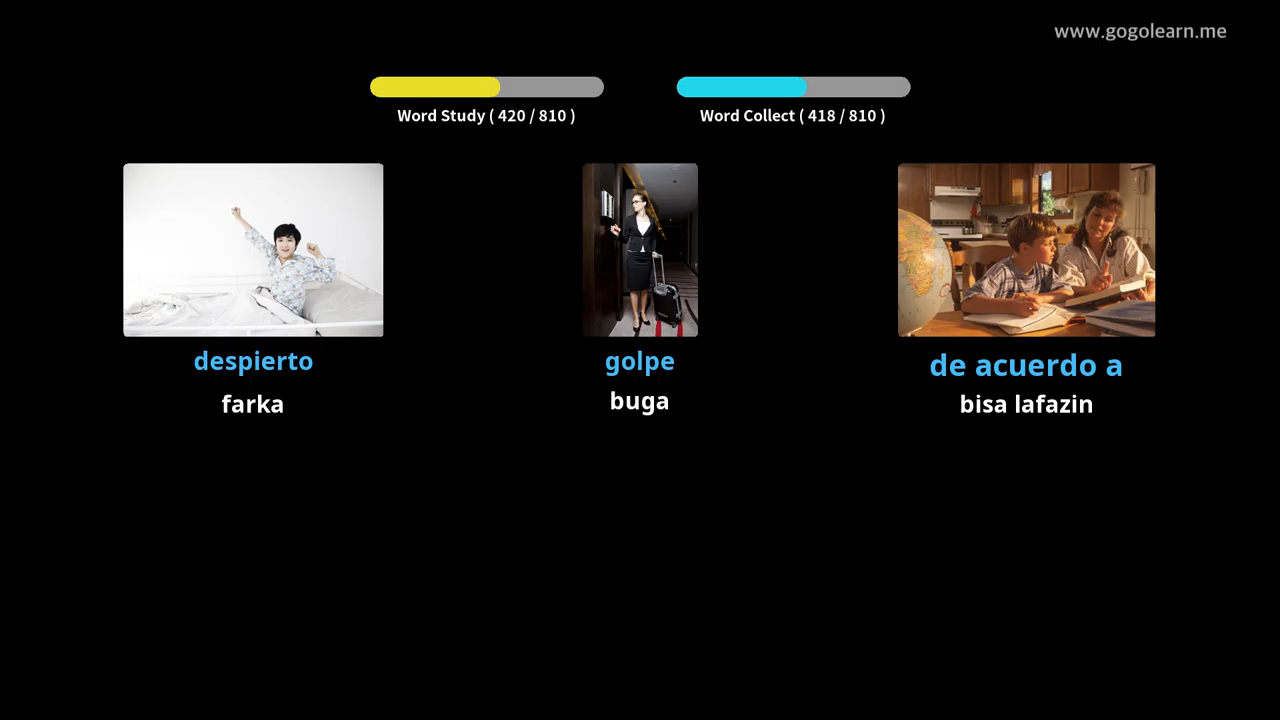 www.gogolearn.me
Word Study ( 420 / 810 )
Word Collect ( 418 / 810 )
despierto
golpe
de acuerdo a
farka
buga
bisa lafazin